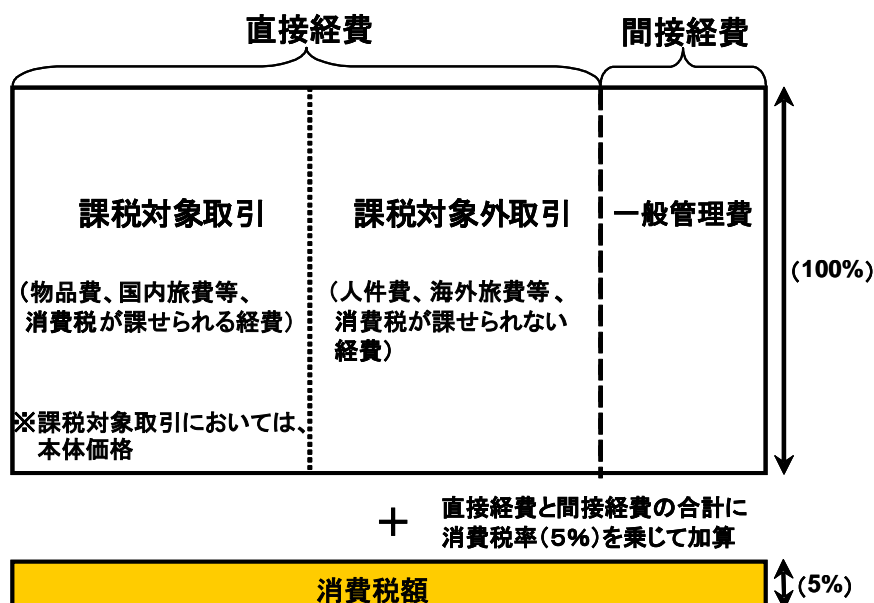 直接経費
間接経費
課税対象取引
課税対象外取引
一般管理費
(物品費、国内旅費等、
消費税が課せられる経費)
(人件費、海外旅費等、
消費税が課せられない
経費)
(100%)
※課税対象取引においては、
本体価格
+
直接経費と間接経費の合計に
消費税率(5%)を乗じて加算
消費税額
(5%)